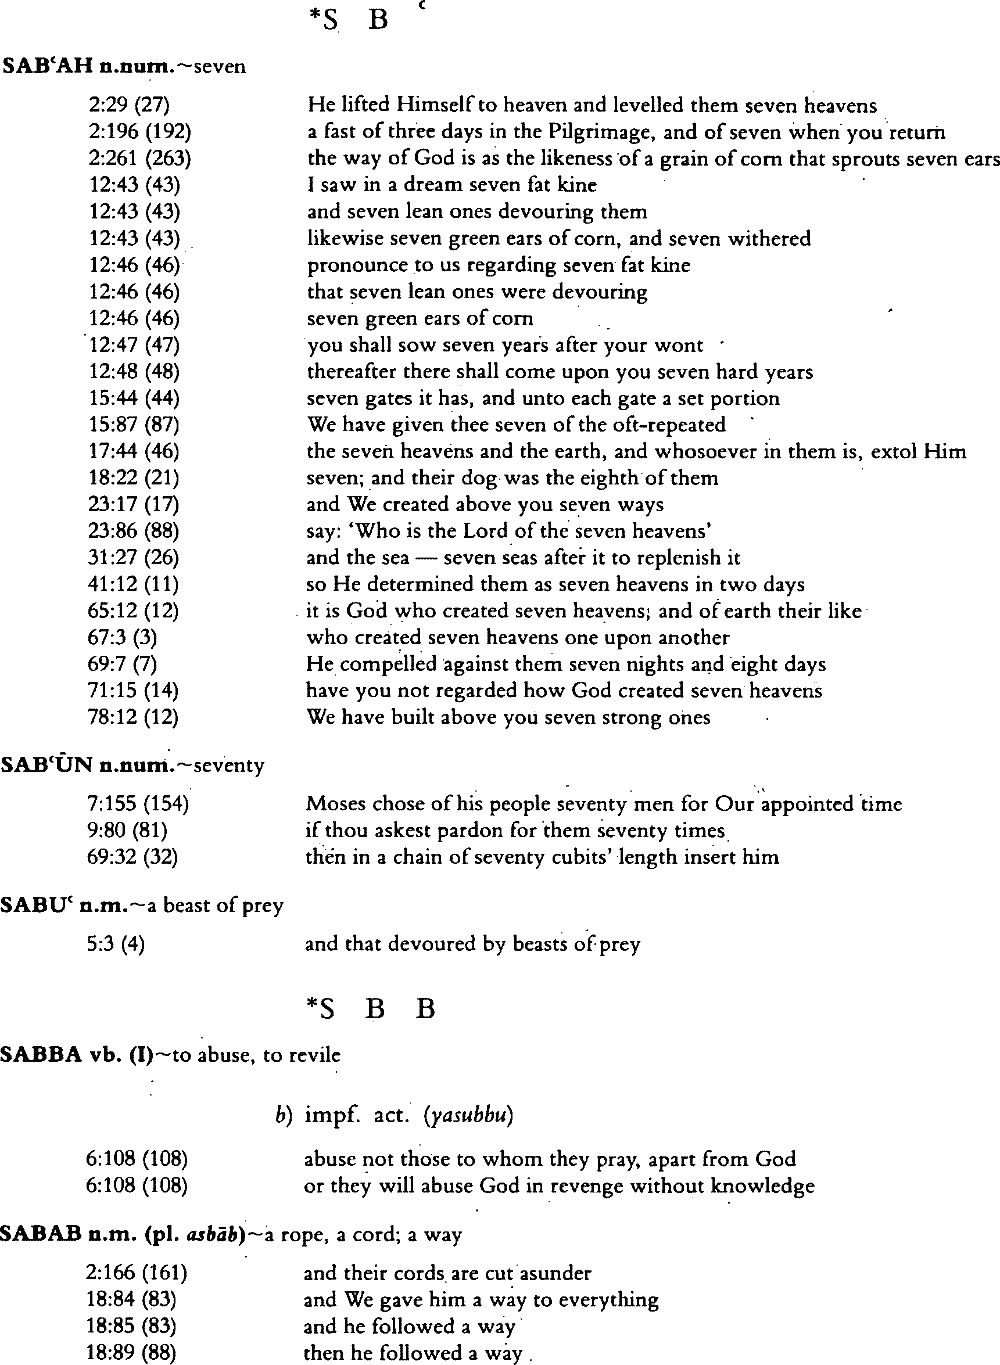 *S B ʿ
SABʿAH n.num.~seven
2:29 (27) He lifted Himself to heaven and levelled them seven heavens
2:196 (192) a fast of three days in the Pilgrimage, and of seven when you return
2:261 (263) the way of God is as the likeness of a grain of corn that sprouts seven ears
12:43 (43) I saw in a dream seven fat kine
12:43 (43) and seven lean ones devouring them
12:43 (43) likewise seven green ears of corn, and seven withered
12:46 (46) pronounce to us regarding seven fat kine
12:46 (46) that seven lean ones were devouring
12:46 (46) seven green ears of corn
12:47 (47) you shall sow seven years after your wont
12:48 (48) thereafter there shall come upon you seven hard years
15:44 (44) seven gates it has, and unto each gate a set portion
15:87 (87) We have given thee seven of the oft-repeated
17:44 (46) the seven heavens and the earth, and whosoever in them is, extol Him
18:22 (21) seven; and their dog was the eighth of them
23:17 (17) and We created above you seven ways
23:86 (88) say: ‘Who is the Lord of the seven heavens’
31:27 (26) and the sea — seven seas after it to replenish it
41:12 (11) so He determined them as seven heavens in two days
65:12 (12) it is God who created seven heavens; and of earth their like
67:3 (3) who created seven heavens one upon another
69:7 (7) He compelled against them seven nights and eight days
71:15 (14) have you not regarded how God created seven heavens
78:12 (12) We have built above you seven strong ones
SABʿŪN n.num.~seventy
7:155 (154) Moses chose of his people seventy men for Our appointed time
9:80 (81) if thou askest pardon for them seventy times
69:32 (32) then in a chain of seventy cubits’ length insert him
SABUʿ n.m.~a beast of prey
5:3 (4) and that devoured by beasts of prey
*S B B
SABBA vb. (I)~to abuse, to revile
b) impf. act. (yasubbu)
6:108 (108) abuse not those to whom they pray, apart from God
6:108 (108) or they will abuse God in revenge without knowledge
SABAB n.m. (pl. asbāb)~a rope, a cord; a way
2:166 (161) and their cords are cut asunder
18:84 (83) and We gave him a way to everything
18:85 (83) and he followed a way
18:89 (88) then he followed a way